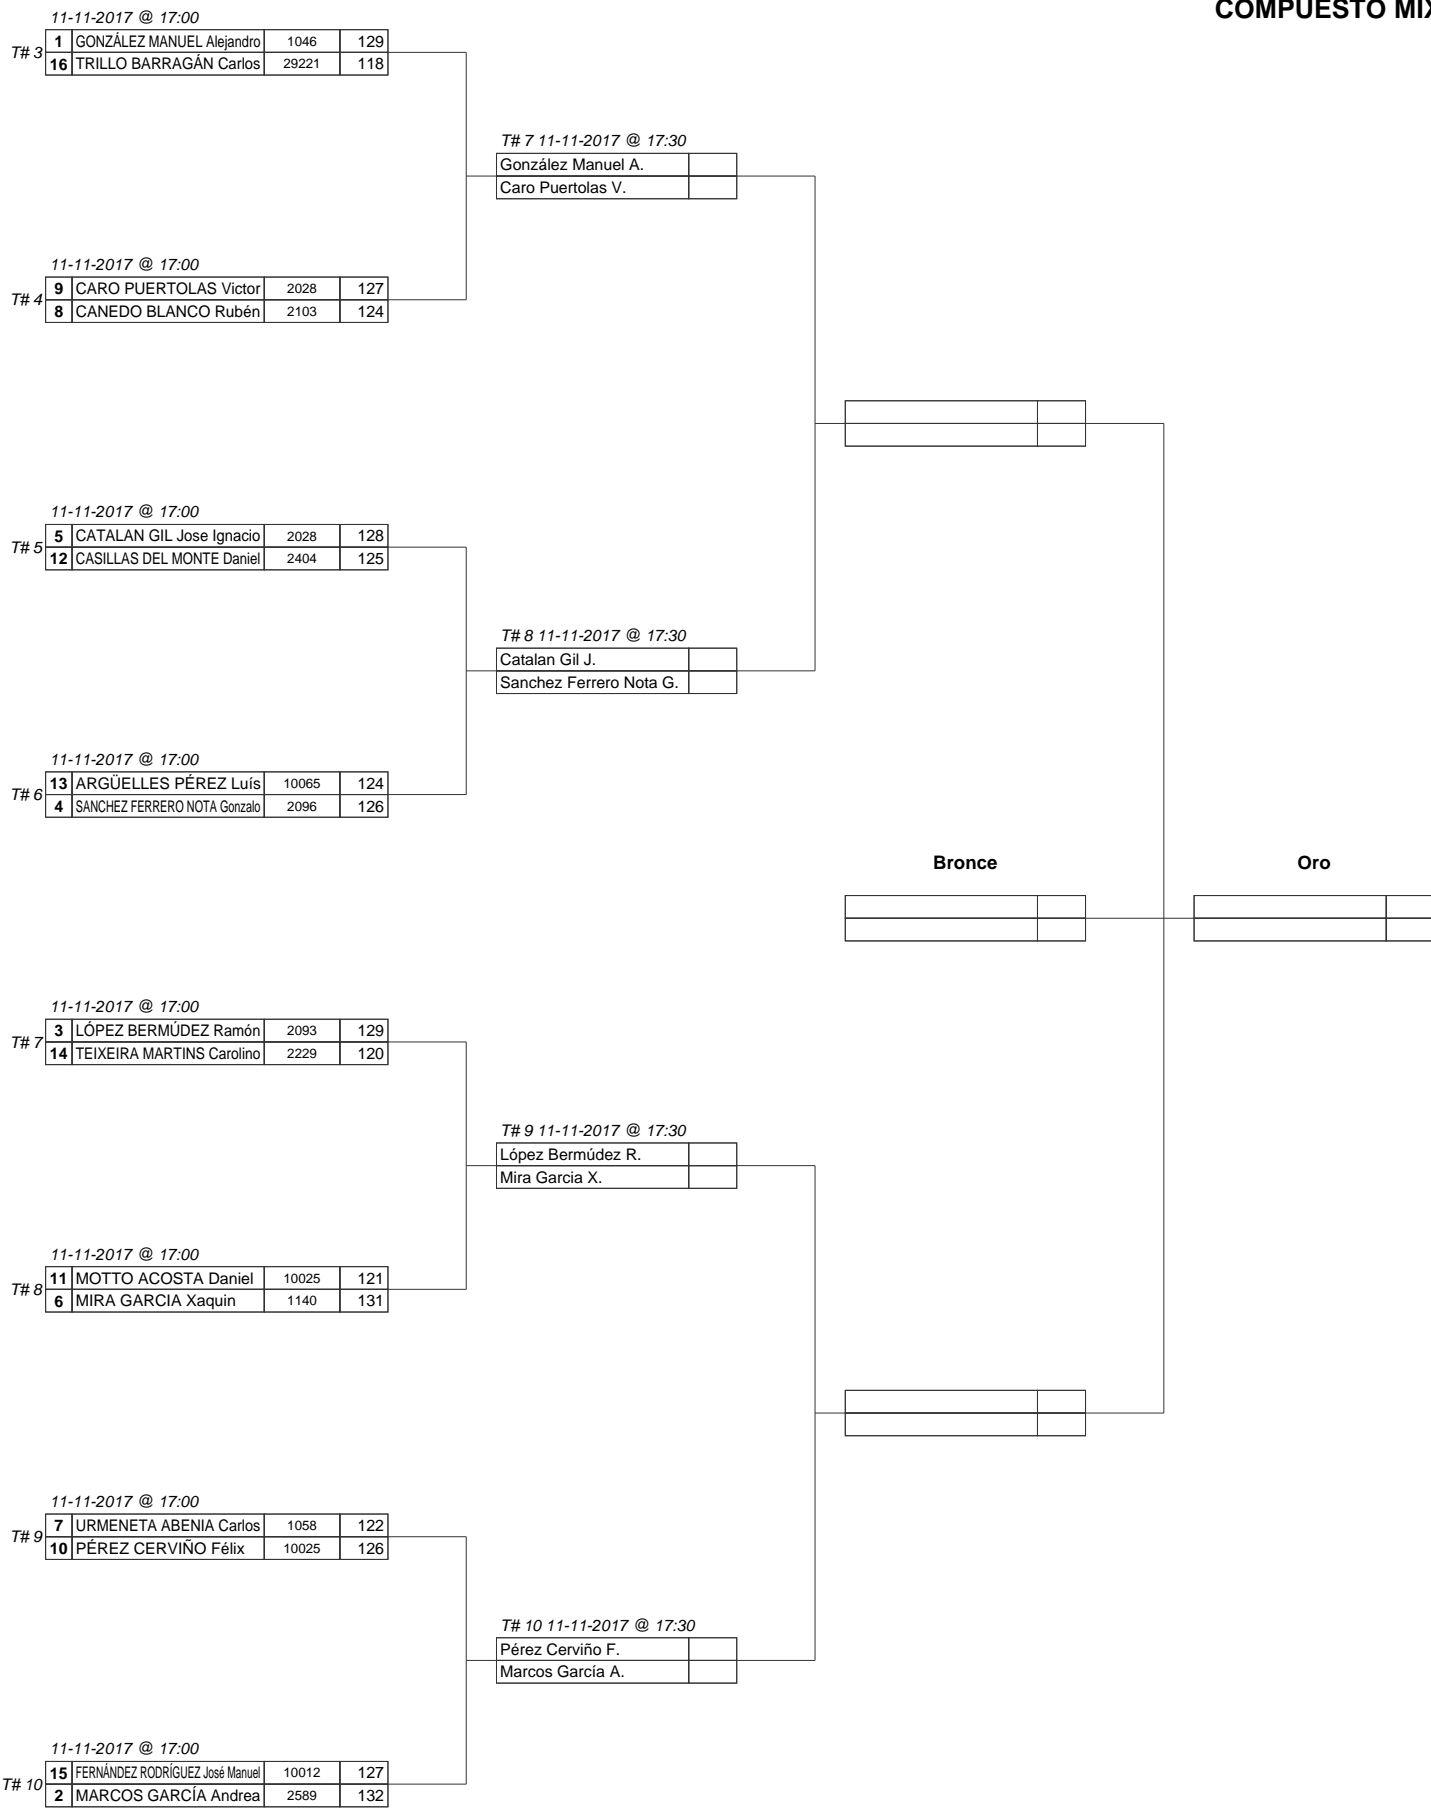 COMPUESTO MIX
11-11-2017 @ 17:00
T# 3
1 GONZÁLEZ MANUEL Alejandro 1046 129
16 TRILLO BARRAGÁN Carlos 29221 118
T# 7 11-11-2017 @ 17:30
González Manuel A.
Caro Puertolas V.
11-11-2017 @ 17:00
T# 4
9 CARO PUERTOLAS Victor 2028 127
8 CANEDO BLANCO Rubén 2103 124
11-11-2017 @ 17:00
T# 5
5 CATALAN GIL Jose Ignacio 2028 128
12 CASILLAS DEL MONTE Daniel 2404 125
T# 8 11-11-2017 @ 17:30
Catalan Gil J.
Sanchez Ferrero Nota G.
11-11-2017 @ 17:00
T# 6
13 ARGÜELLES PÉREZ Luís 10065 124
4 SANCHEZ FERRERO NOTA Gonzalo 2096 126
Bronce Oro
11-11-2017 @ 17:00
T# 7
3 LÓPEZ BERMÚDEZ Ramón 2093 129
14 TEIXEIRA MARTINS Carolino 2229 120
T# 9 11-11-2017 @ 17:30
López Bermúdez R.
Mira Garcia X.
11-11-2017 @ 17:00
T# 8
11 MOTTO ACOSTA Daniel 10025 121
6 MIRA GARCIA Xaquin 1140 131
11-11-2017 @ 17:00
T# 9
7 URMENETA ABENIA Carlos 1058 122
10 PÉREZ CERVIÑO Félix 10025 126
T# 10 11-11-2017 @ 17:30
Pérez Cerviño F.
Marcos García A.
11-11-2017 @ 17:00
T# 10
15 FERNÁNDEZ RODRÍGUEZ José Manuel 10012 127
2 MARCOS GARCÍA Andrea 2589 132